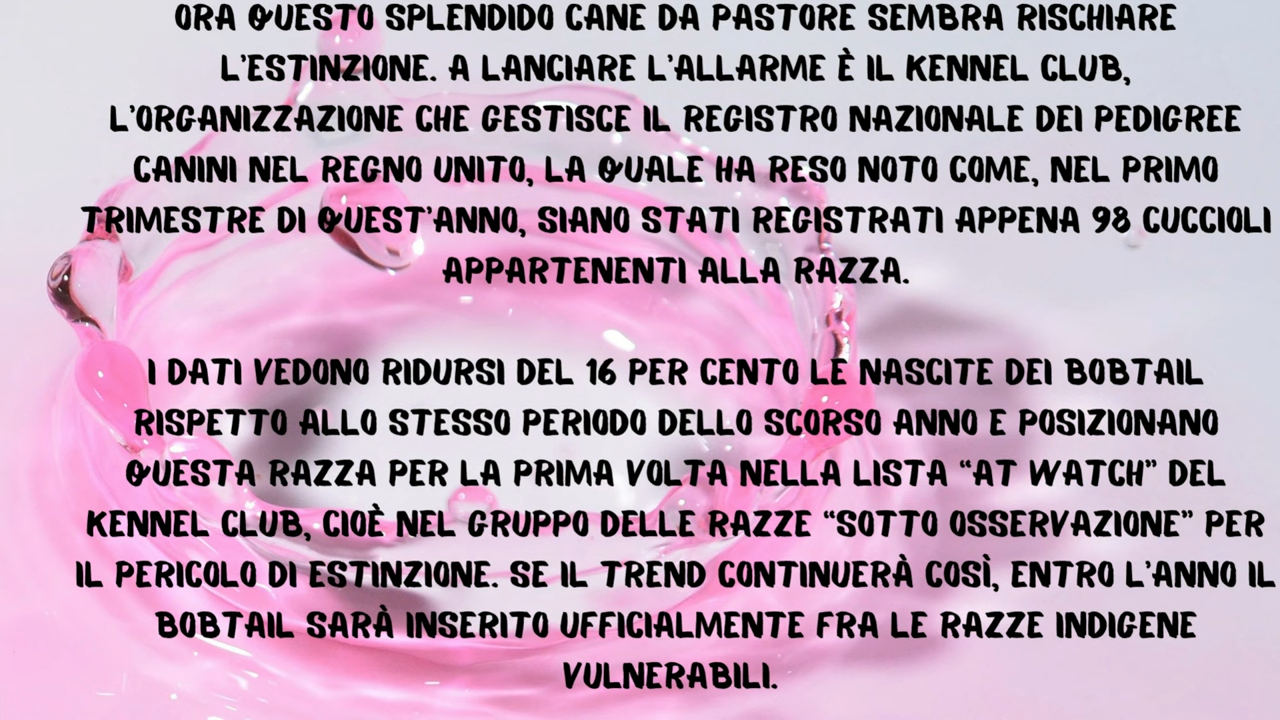 ORA QUESTO SPLENDIDO CANE DA PASTORE SEMBRA RISCHIARE
L'ESTINZIONE. A LANCIARE L'ALLARME È IL KENNEL CLUB,
L'ORGANIZZAZIONE CHE GESTISCE IL REGISTRO NAZIONALE DEI PEDIGREE
CANINI NEL REGNO UNITO, LA QUALE HA RESO NOTO COME, NEL PRIMO
TRIMESTRE DI QUEST'ANNO, SIANO STATI REGISTRATI APPENA 98 CUCCIOLI
APPARTENENTI ALLA RAZZA.
I DATI VEDONO RIDURSI DEL 16 PER CENTO LE NASCITE DEI BOBTAIL
RISPETTO ALLO STESSO PERIODO DELLO SCORSO ANNO E POSIZIONANO
QUESTA RAZZA PER LA PRIMA VOLTA NELLA LISTA “AT WATCH” DEL
KENNEL CLUB, CIOÈ NEL GRUPPO DELLE RAZZE “SOTTO OSSERVAZIONE” PER
IL PERICOLO DI ESTINZIONE. SE IL TREND CONTINUERÀ COSÌ, ENTRO L'ANNO IL
BOBTAIL SARÀ INSERITO UFFICIALMENTE FRA LE RAZZE INDIGENE
VULNERABILI.